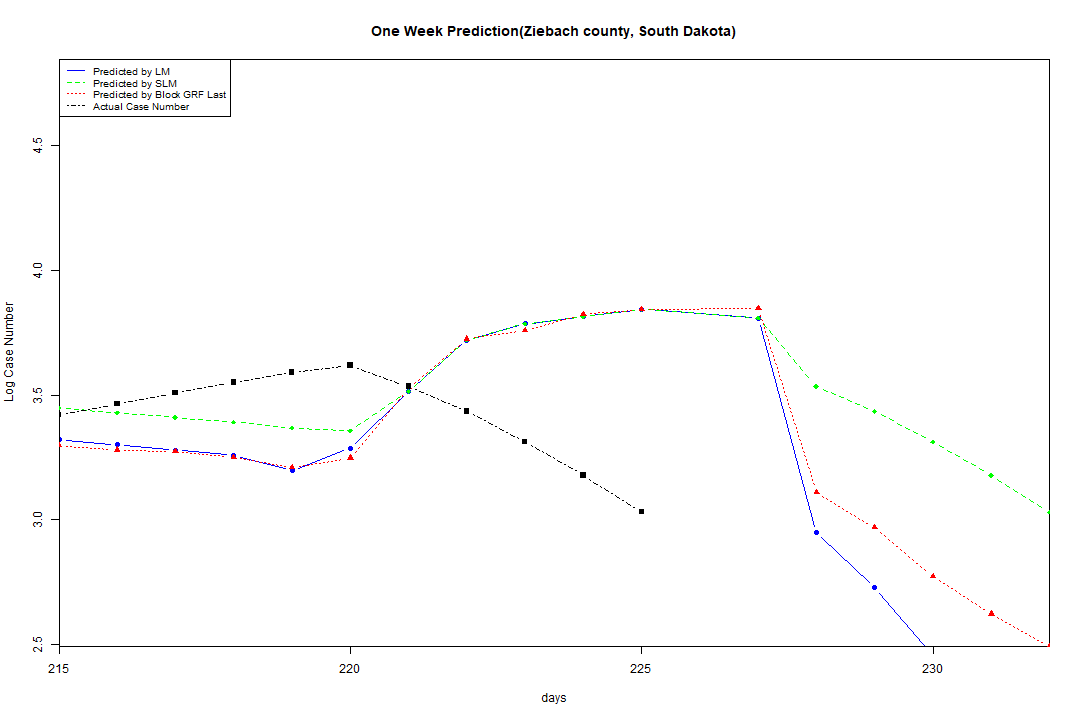 One Week Prediction(Ziebach county, South Dakota)
Predicted by LM
Predicted by SLM
Predicted by Block GRF Last
Actual Case Number
4.5
4.0
3.5
3.0
2.5
Log Case Number
215 220 225 230
days